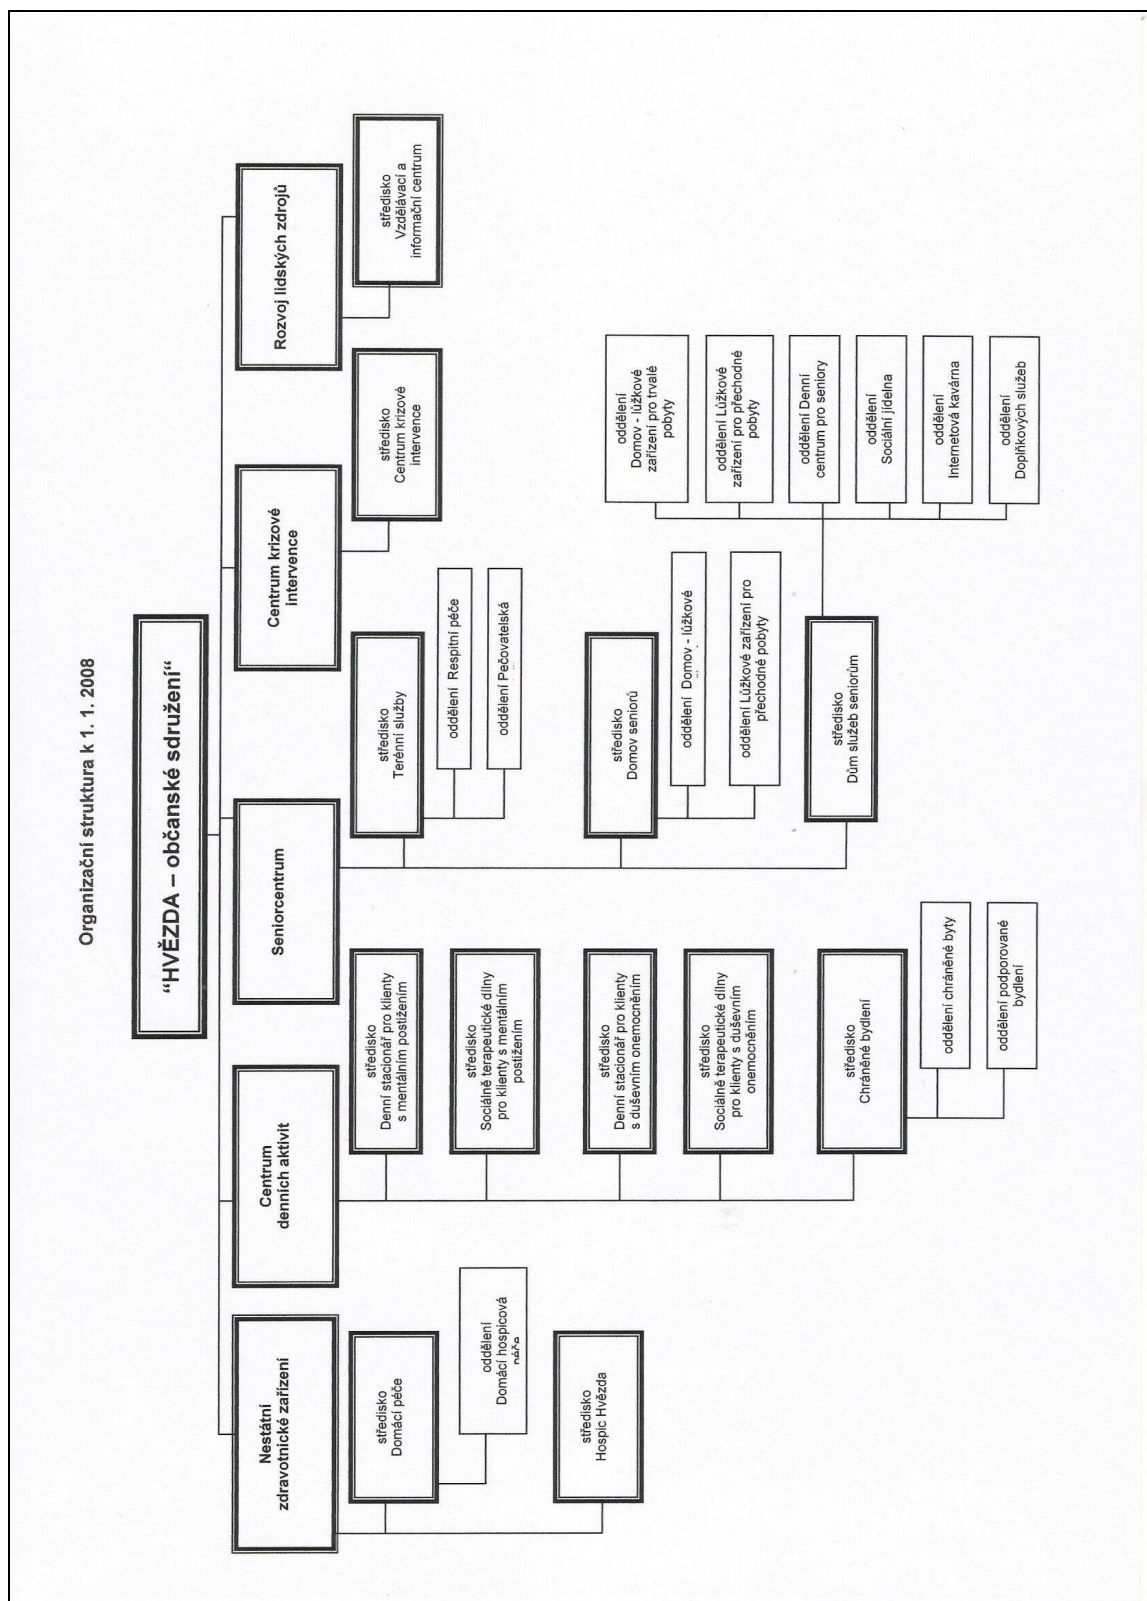 Organizační struktura k 1. 1. 2008
“HVĚZDA – občanské sdružení“
Nestátní
zdravotnické zařízení
středisko
Domácí péče
oddělení
Domácí hospicová
péče
středisko
Hospic Hvězda
Centrum
denních aktivit
středisko
Denní stacionář pro klienty
s mentálním postižením
středisko
Sociálně terapeutické dílny
pro klienty s mentálním
postižením
středisko
Denní stacionář pro klienty
s duševním onemocněním
středisko
Sociálně terapeutické dílny
pro klienty s duševním
onemocněním
středisko
Chráněné bydlení
oddělení chráněné byty
oddělení podporované
bydlení
Seniorcentrum
středisko
Terénní služby
oddělení Respitní péče
oddělení Pečovatelská
středisko
Domov seniorů
oddělení Domov - lůžkové
oddělení Lůžkové zařízení pro
přechodné pobyty
středisko
Dům služeb seniorům
oddělení
Domov - lůžkové
zařízení pro trvalé
pobyty
oddělení Lůžkové
zařízení pro přechodné
pobyty
oddělení Denní
centrum pro seniory
oddělení
Sociální jídelna
oddělení
Internetová kavárna
oddělení
Doplňkových služeb
Centrum krizové
intervence
středisko
Centrum krizové
intervence
Rozvoj lidských zdrojů
středisko
Vzdělávací a
informační centrum